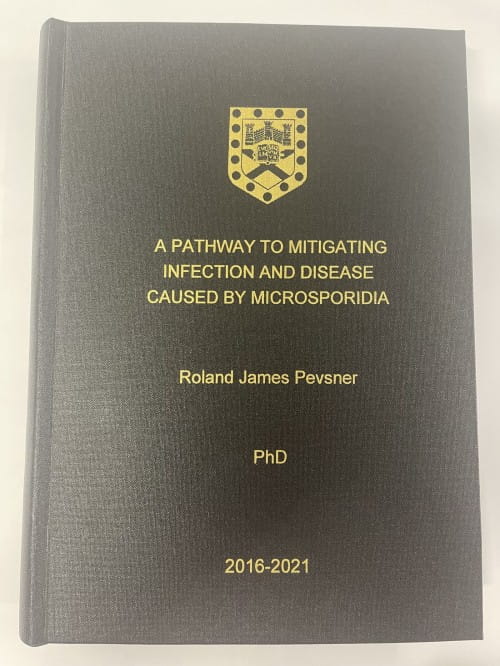 A PATHWAY TO MITIGATING
INFECTION AND DISEASE
CAUSED BY MICROSPORIDIA
Roland James Pevsner
PhD
2016-2021